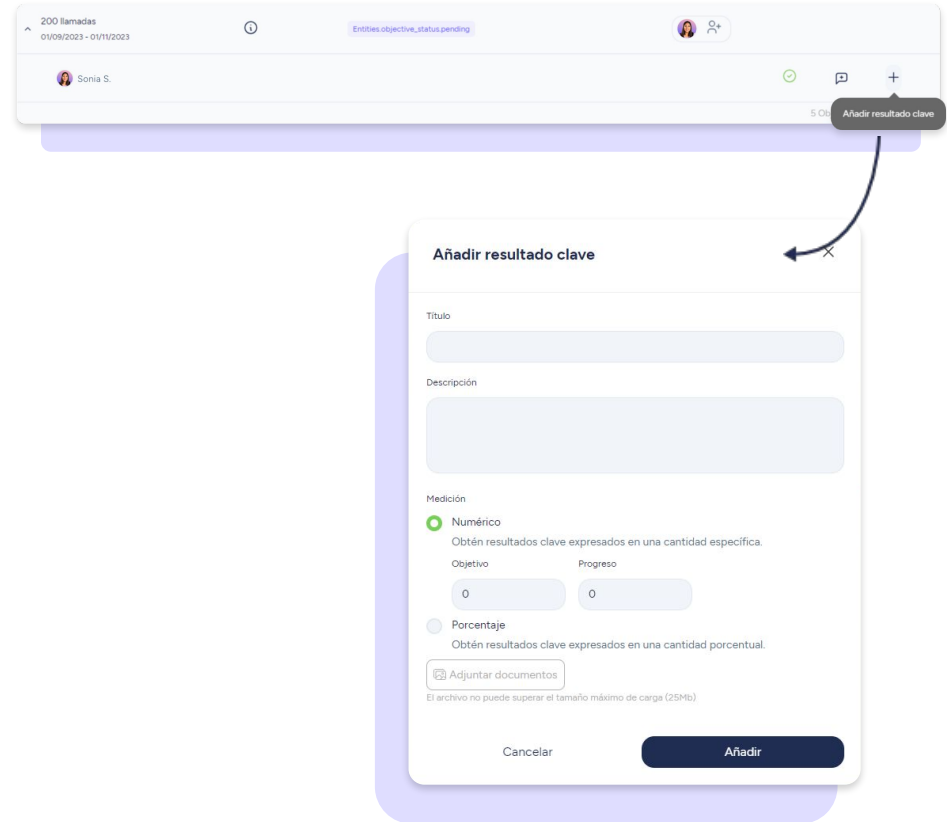 200 llamadas
01/09/2023 - 01/11/2023
Entities.objective_status.pending
Sonia S.
5 Ob
Añadir resultado clave
Añadir resultado clave
Título
Descripción
Medición
Numérico
Obtén resultados clave expresados en una cantidad específica.
Objetivo Progreso
0 0
Porcentaje
Obtén resultados clave expresados en una cantidad porcentual.
Adjuntar documentos
El archivo no puede superar el tamaño máximo de carga (25Mb)
Cancelar Añadir